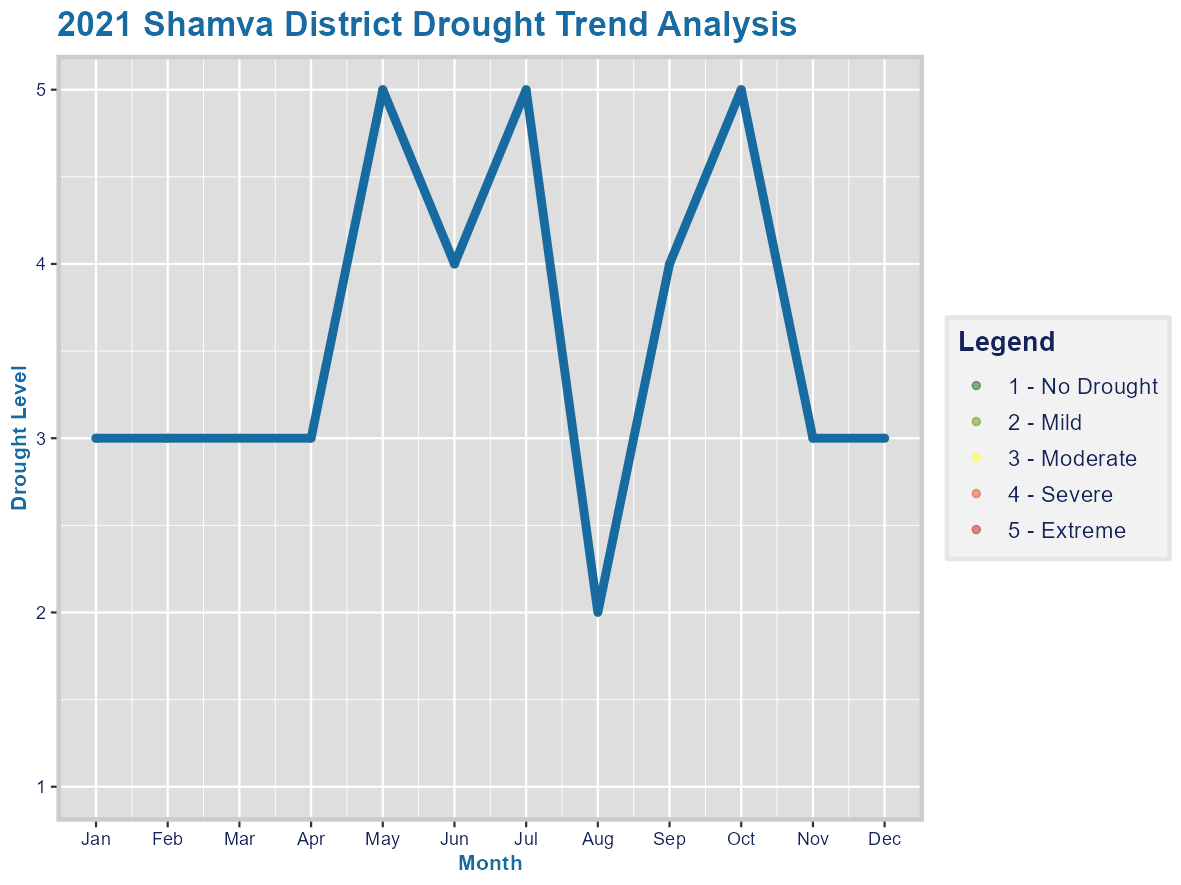 2021 Shamva District Drought Trend Analysis
Drought Level
5
4
3
2
1
Jan Feb Mar Apr May Jun Jul Aug Sep Oct Nov Dec
Month
Legend
1 - No Drought
2 - Mild
3 - Moderate
4 - Severe
5 - Extreme